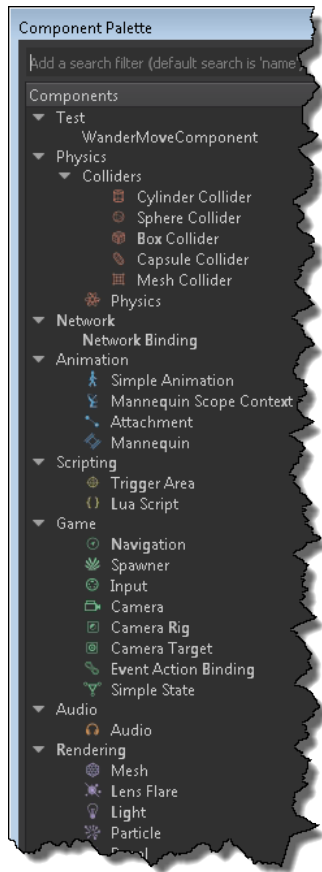 Component Palette
Add a search filter (default search is 'name'
Components
Test
WanderMoveComponent
Physics
Colliders
Cylinder Collider
Sphere Collider
Box Collider
Capsule Collider
Mesh Collider
Physics
Network
Network Binding
Animation
Simple Animation
Mannequin Scope Context
Attachment
Mannequin
Scripting
Trigger Area
Lua Script
Game
Navigation
Spawner
Input
Camera
Camera Rig
Camera Target
Event Action Binding
Simple State
Audio
Audio
Rendering
Mesh
Lens Flare
Light
Particle